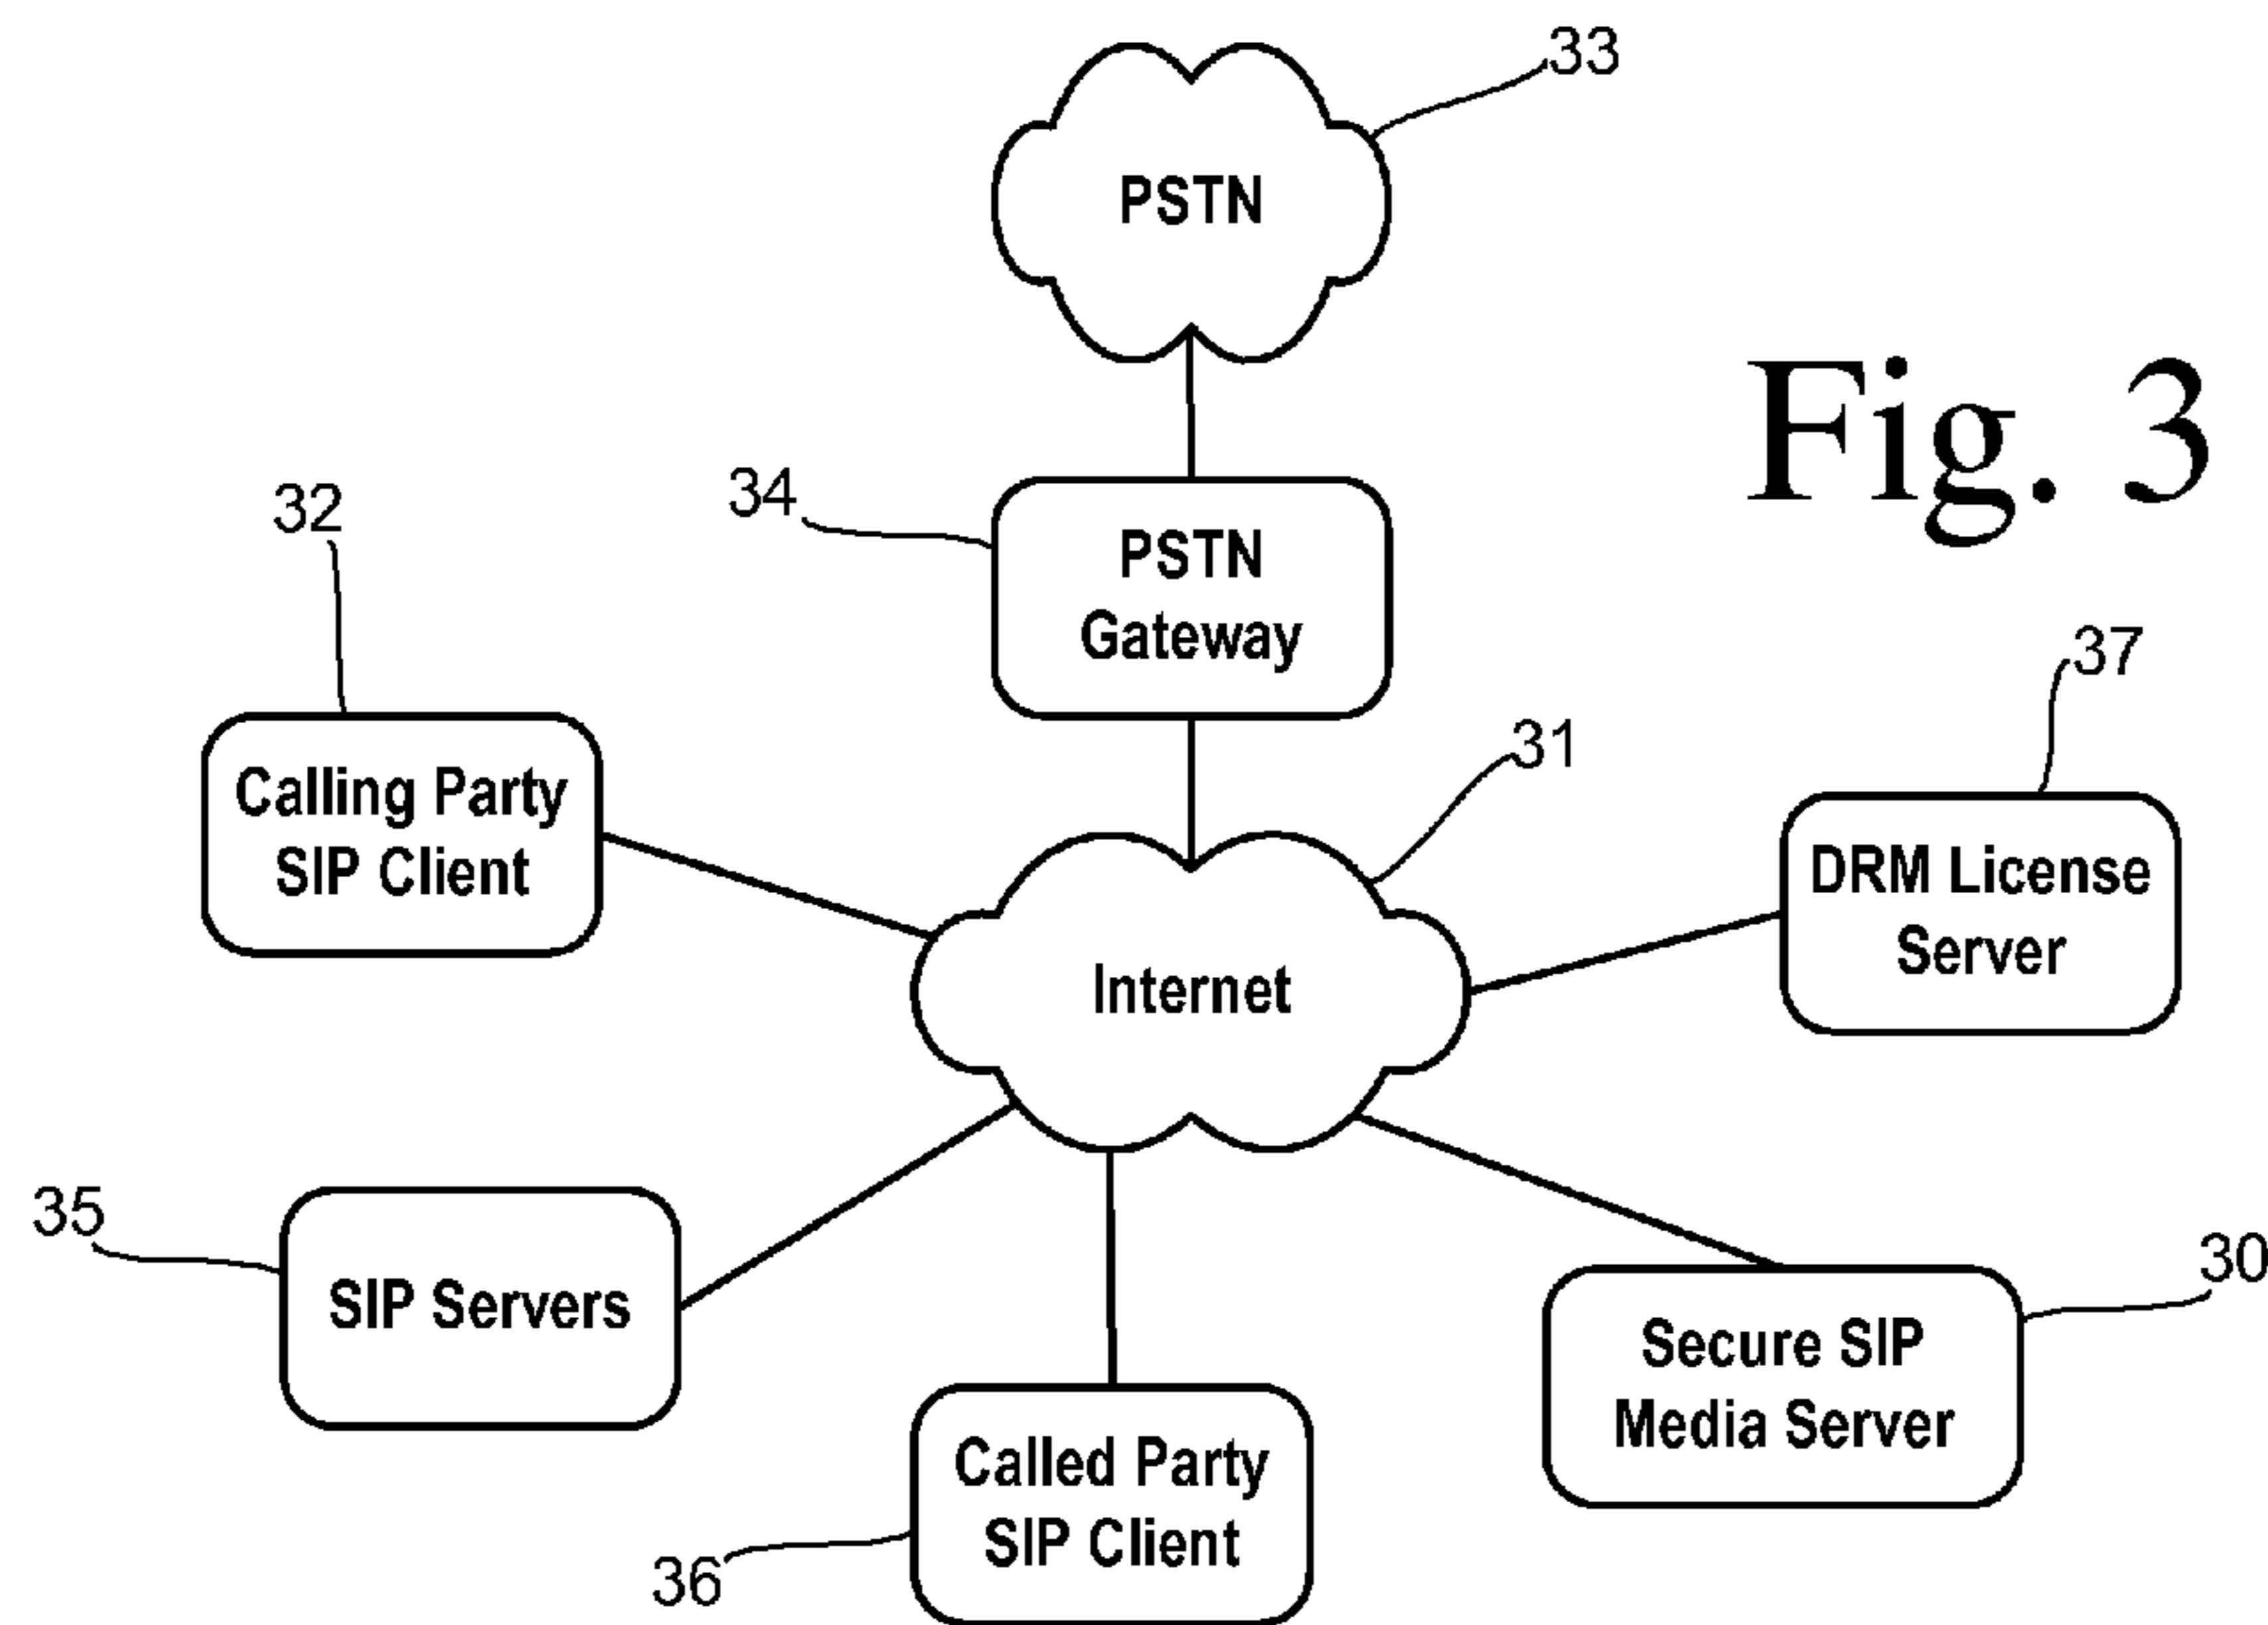 33
PSTN
Fig. 3
34
PSTN
Gateway
32
Calling Party
SIP Client
31
37
DRM License
Server
Internet
35
SIP Servers
30
Secure SIP
Media Server
Called Party
SIP Client
36